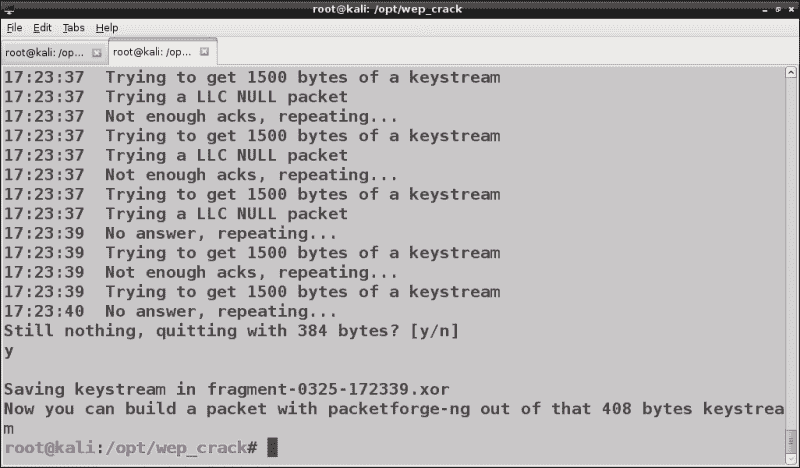 root@kali: /opt/wep_crack
File Edit Tabs Help
root@kali: /op... root@kali: /op...
17:23:37  Trying to get 1500 bytes of a keystream
17:23:37  Trying a LLC NULL packet
17:23:37  Not enough acks, repeating...
17:23:37  Trying to get 1500 bytes of a keystream
17:23:37  Trying a LLC NULL packet
17:23:37  Not enough acks, repeating...
17:23:37  Trying to get 1500 bytes of a keystream
17:23:37  Trying a LLC NULL packet
17:23:39  No answer, repeating...
17:23:39  Trying to get 1500 bytes of a keystream
17:23:39  Not enough acks, repeating...
17:23:39  Trying to get 1500 bytes of a keystream
17:23:40  No answer, repeating...
Still nothing, quitting with 384 bytes? [y/n]
y
Saving keystream in fragment-0325-172339.xor
Now you can build a packet with packetforge-ng out of that 408 bytes keystrea
m
root@kali:/opt/wep_crack#